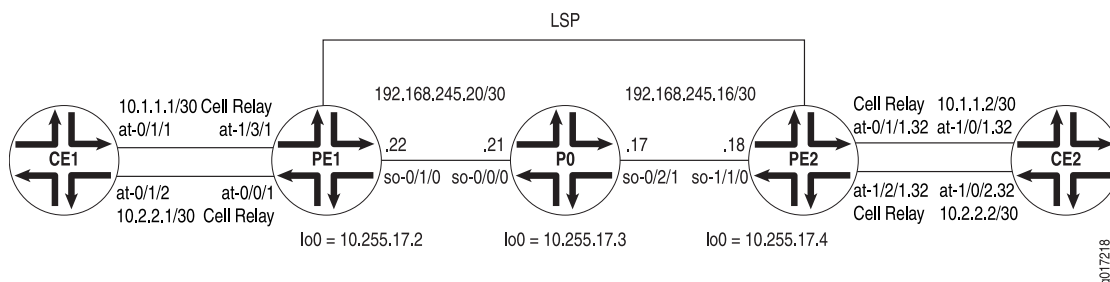 LSP
192.168.245.20/30
192.168.245.16/30
10.1.1.1/30 Cell Relay
at-0/1/1
at-1/3/1
Cell Relay 10.1.1.2/30
at-0/1/1.32 at-1/0/1.32
CE1
PE1
.22
.21
P0
.17
.18
PE2
CE2
so-0/1/0
so-0/0/0
so-0/2/1
so-1/1/0
at-0/1/2
at-0/0/1
10.2.2.1/30 Cell Relay
at-1/2/1.32 at-1/0/2.32
Cell Relay 10.2.2.2/30
lo0 = 10.255.17.2
lo0 = 10.255.17.3
lo0 = 10.255.17.4
g017218